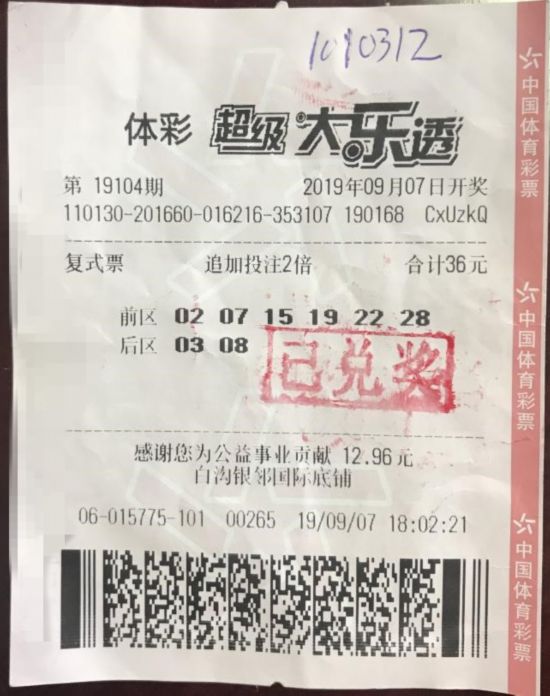 1010312
体彩 超级大乐透
第 19104期 2019年09月07日开奖
110130-201660-016216-353107 190168 CxUzkQ
复式票 追加投注2倍 合计36元
前区 02 07 15 19 22 28
后区 03 08
已兑奖
感谢您为公益事业贡献 12.96元
白沟银邻国际底铺
06-015775-101 00265 19/09/07 18:02:21
中国体育彩票
中国体育彩票
中国体育彩票